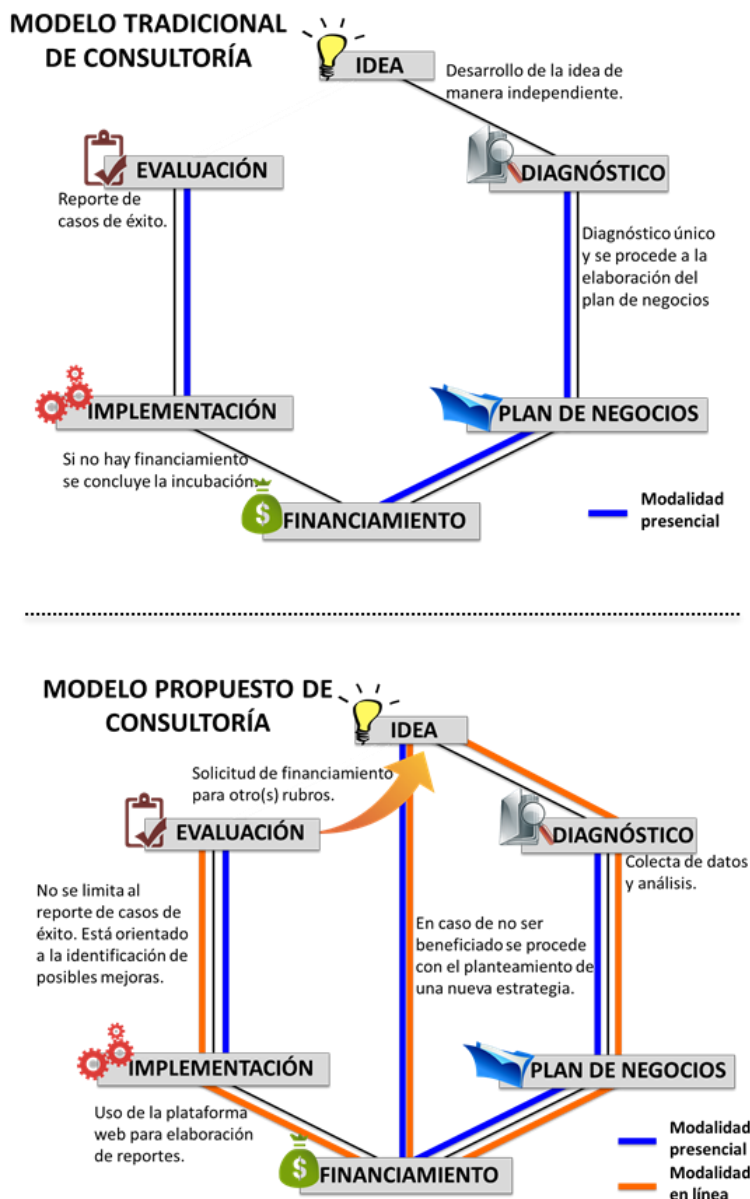 MODELO TRADICIONAL
DE CONSULTORÍA
IDEA
Desarrollo de la idea de
manera independiente.
EVALUACIÓN
DIAGNÓSTICO
Reporte de
casos de éxito.
Diagnóstico único
y se procede a la
elaboración del
plan de negocios
IMPLEMENTACIÓN
PLAN DE NEGOCIOS
Si no hay financiamiento
se concluye la incubación.
$
FINANCIAMIENTO
Modalidad
presencial
MODELO PROPUESTO DE
CONSULTORÍA
IDEA
Solicitud de financiamiento
para otro(s) rubros.
EVALUACIÓN
DIAGNÓSTICO
Colecta de datos
y análisis.
No se limita al
reporte de casos de
éxito. Está orientado
a la identificación de
posibles mejoras.
En caso de no ser
beneficiado se procede
con el planteamiento de
una nueva estrategia.
IMPLEMENTACIÓN
PLAN DE NEGOCIOS
Uso de la plataforma
web para elaboración
de reportes.
$
FINANCIAMIENTO
Modalidad
presencial
Modalidad
en línea